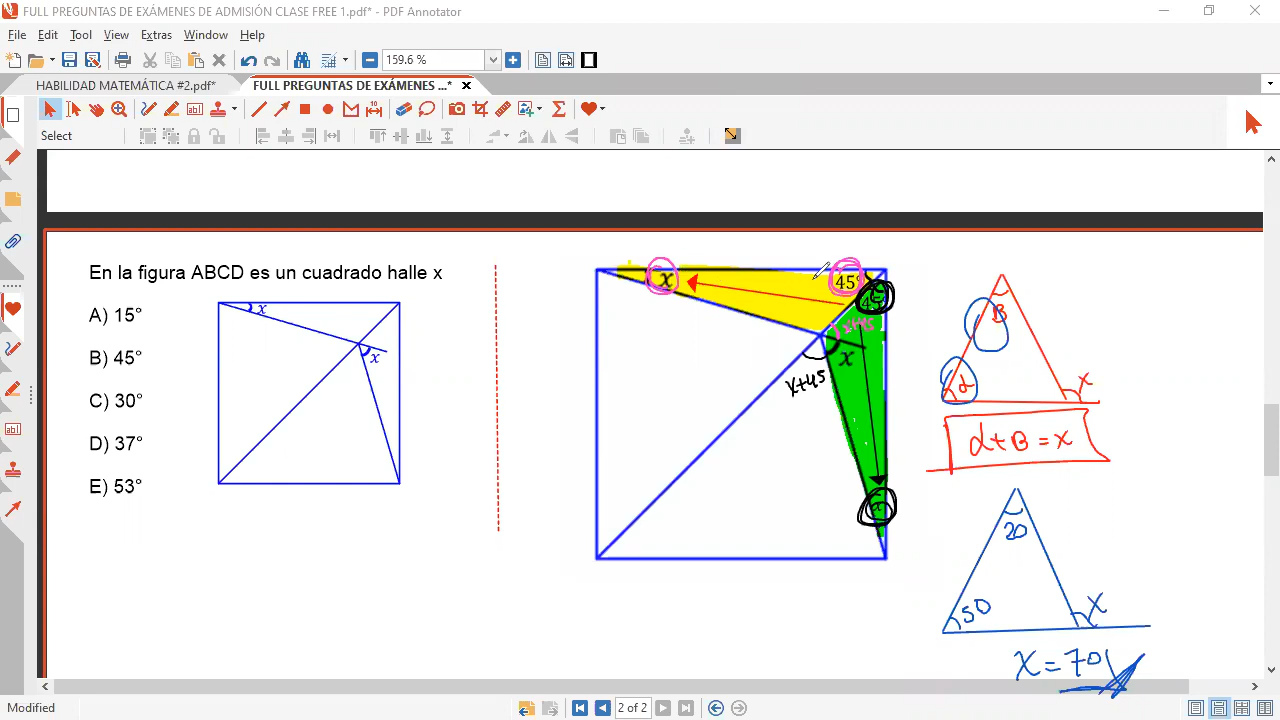 FULL PREGUNTAS DE EXÁMENES DE ADMISIÓN CLASE FREE 1.pdf* - PDF Annotator
File Edit Tool View Extras Window Help
159.6 %
HABILIDAD MATEMÁTICA #2.pdf*
FULL PREGUNTAS DE EXÁMENES ...*
Select
En la figura ABCD es un cuadrado halle x
A) 15°
B) 45°
C) 30°
D) 37°
E) 53°
x
x
x
45°
45
x+45
x
x+45
x
B
α
x
α+B=x
20
50
x
x=70
Modified
2 of 2